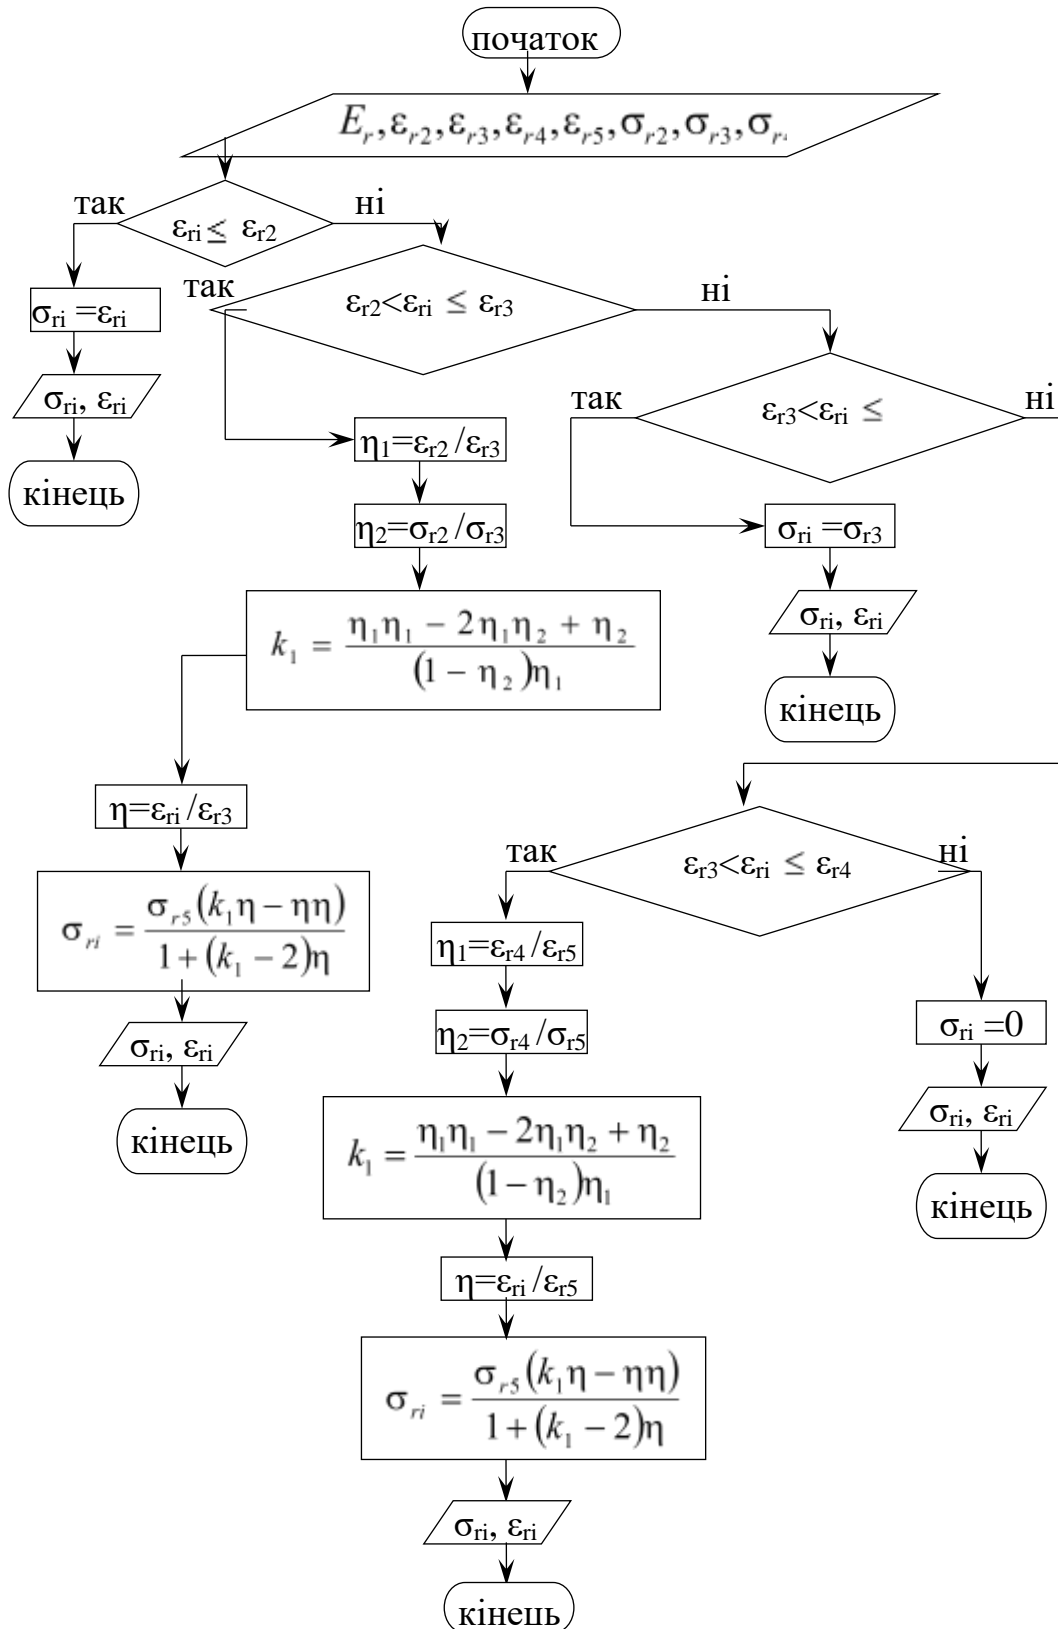 початок
E_r, ε_r2, ε_r3, ε_r4, ε_r5, σ_r2, σ_r3, σ_r4
так
ні
ε_ri ≤ ε_r2
так
ε_r2<ε_ri ≤ ε_r3
ні
σ_ri =ε_ri
так
ε_r3<ε_ri ≤
ні
σ_ri, ε_ri
η_1=ε_r2 /ε_r3
кінець
η_2=σ_r2 /σ_r3
σ_ri =σ_r3
k_1 = (η_1η_1 − 2η_1η_2 + η_2) / ((1 − η_2)η_1)
σ_ri, ε_ri
кінець
η=ε_ri /ε_r3
так
ε_r3<ε_ri ≤ ε_r4
ні
σ_ri = σ_r5(k_1η − ηη) / (1 + (k_1 − 2)η)
η_1=ε_r4 /ε_r5
σ_ri, ε_ri
η_2=σ_r4 /σ_r5
σ_ri =0
кінець
k_1 = (η_1η_1 − 2η_1η_2 + η_2) / ((1 − η_2)η_1)
σ_ri, ε_ri
кінець
η=ε_ri /ε_r5
σ_ri = σ_r5(k_1η − ηη) / (1 + (k_1 − 2)η)
σ_ri, ε_ri
кінець